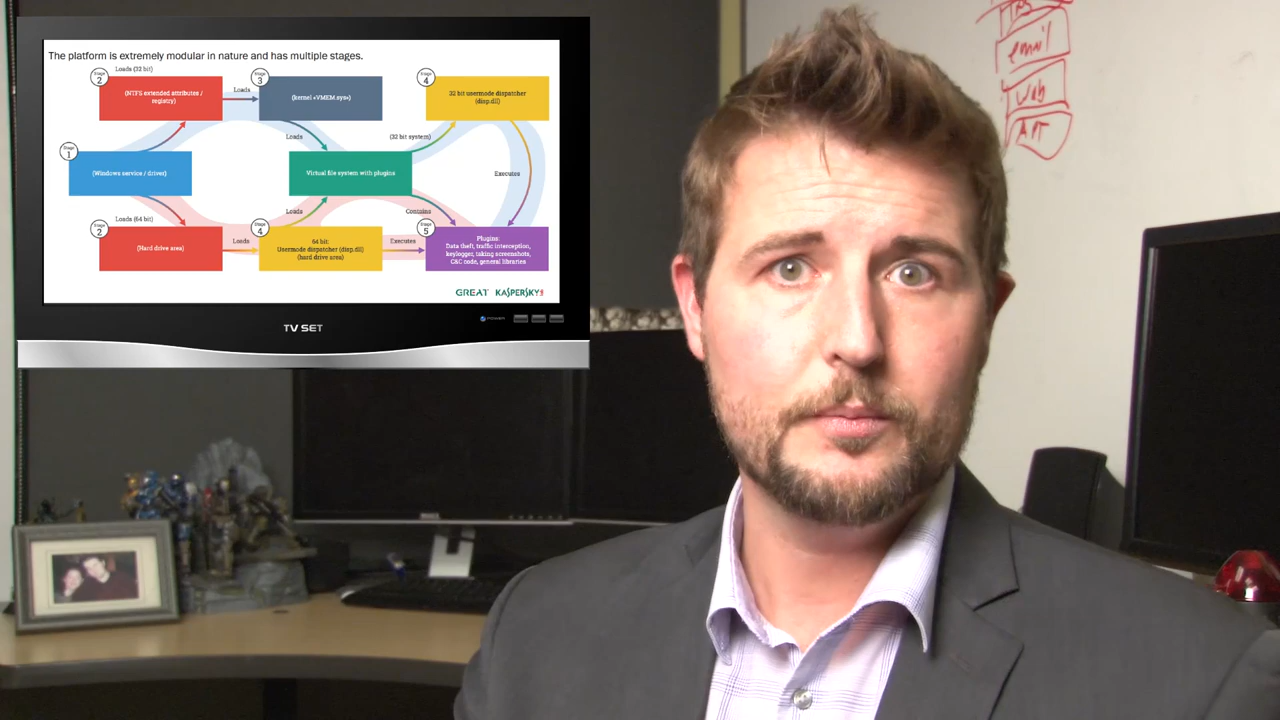 The platform is extremely modular in nature and has multiple stages.
Loads (32 bit)
Stage
2
(NTFS extended attributes /
registry)
Loads
Stage
3
(kernel «VMEM.sys»)
Stage
4
32 bit usermode dispatcher
(disp.dll)
Loads
(32 bit system)
Stage
1
(Windows service / driver)
Virtual file system with plugins
Executes
Loads (64 bit)
Loads
Contains
Stage
2
(Hard drive area)
Loads
Stage
4
64 bit:
Usermode dispatcher (disp.dll)
(hard drive area)
Executes
Stage
5
Plugins:
Data theft, traffic interception,
keylogger, taking screenshots,
C&C code, general libraries
GREAT KASPERSKY
POWER
TV SET
email
Web